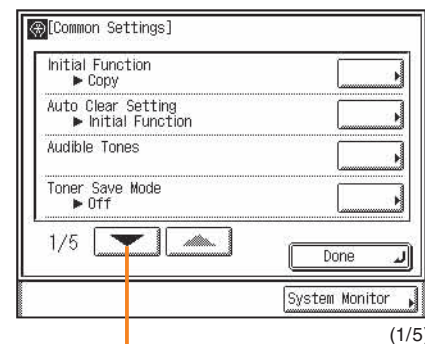 [Common Settings]
Initial Function
► Copy
Auto Clear Setting
► Initial Function
Audible Tones
Toner Save Mode
► Off
1/5
Done
System Monitor
(1/5)